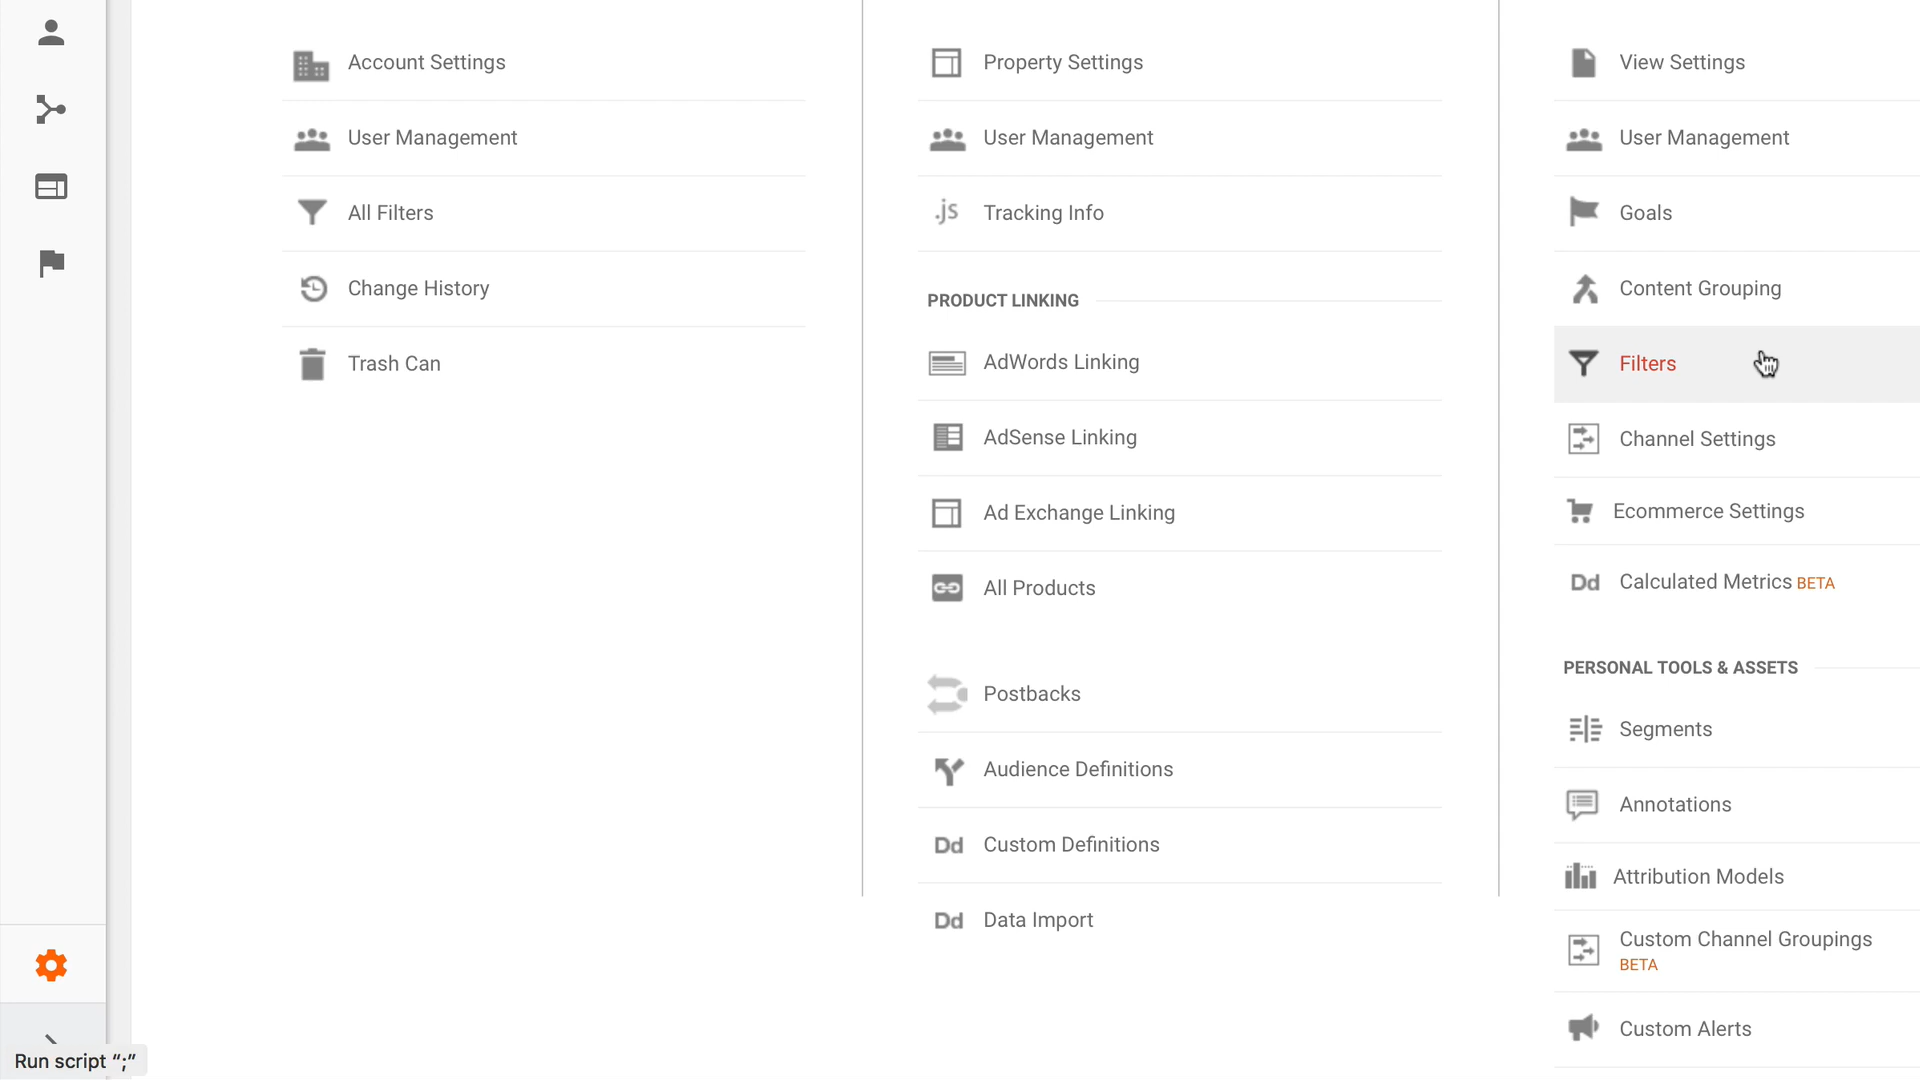 Account Settings
User Management
All Filters
Change History
Trash Can
Property Settings
User Management
.js Tracking Info
PRODUCT LINKING
AdWords Linking
AdSense Linking
Ad Exchange Linking
All Products
Postbacks
Audience Definitions
Dd Custom Definitions
Dd Data Import
View Settings
User Management
Goals
Content Grouping
Filters
Channel Settings
Ecommerce Settings
Dd Calculated Metrics BETA
PERSONAL TOOLS & ASSETS
Segments
Annotations
Attribution Models
Custom Channel Groupings
BETA
Custom Alerts
Run script “;”